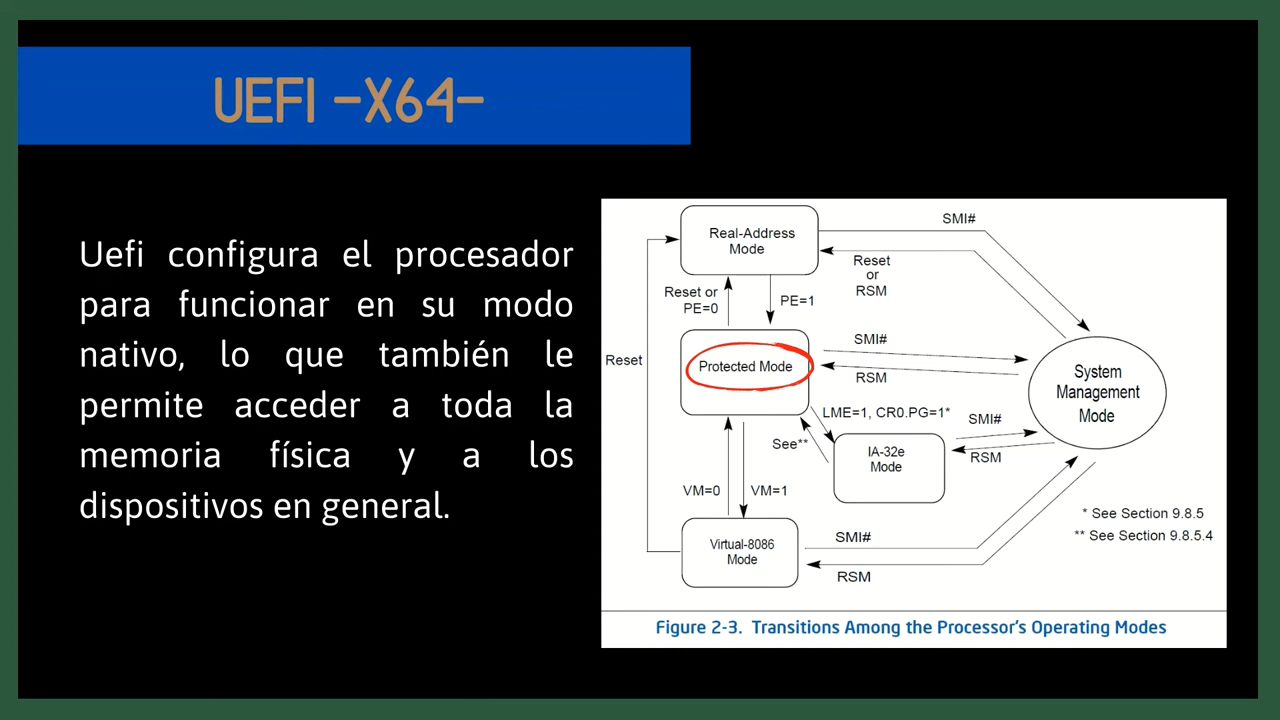 UEFI -X64-
Uefi configura el procesador
para funcionar en su modo
nativo, lo que también le
permite acceder a toda la
memoria física y a los
dispositivos en general.
Real-Address
Mode
SMI#
Reset
or
RSM
Reset or
PE=0
PE=1
Reset
Protected Mode
SMI#
RSM
System
Management
Mode
LME=1, CR0.PG=1*
See**
SMI#
RSM
IA-32e
Mode
VM=0
VM=1
* See Section 9.8.5
** See Section 9.8.5.4
Virtual-8086
Mode
SMI#
RSM
Figure 2-3. Transitions Among the Processor's Operating Modes